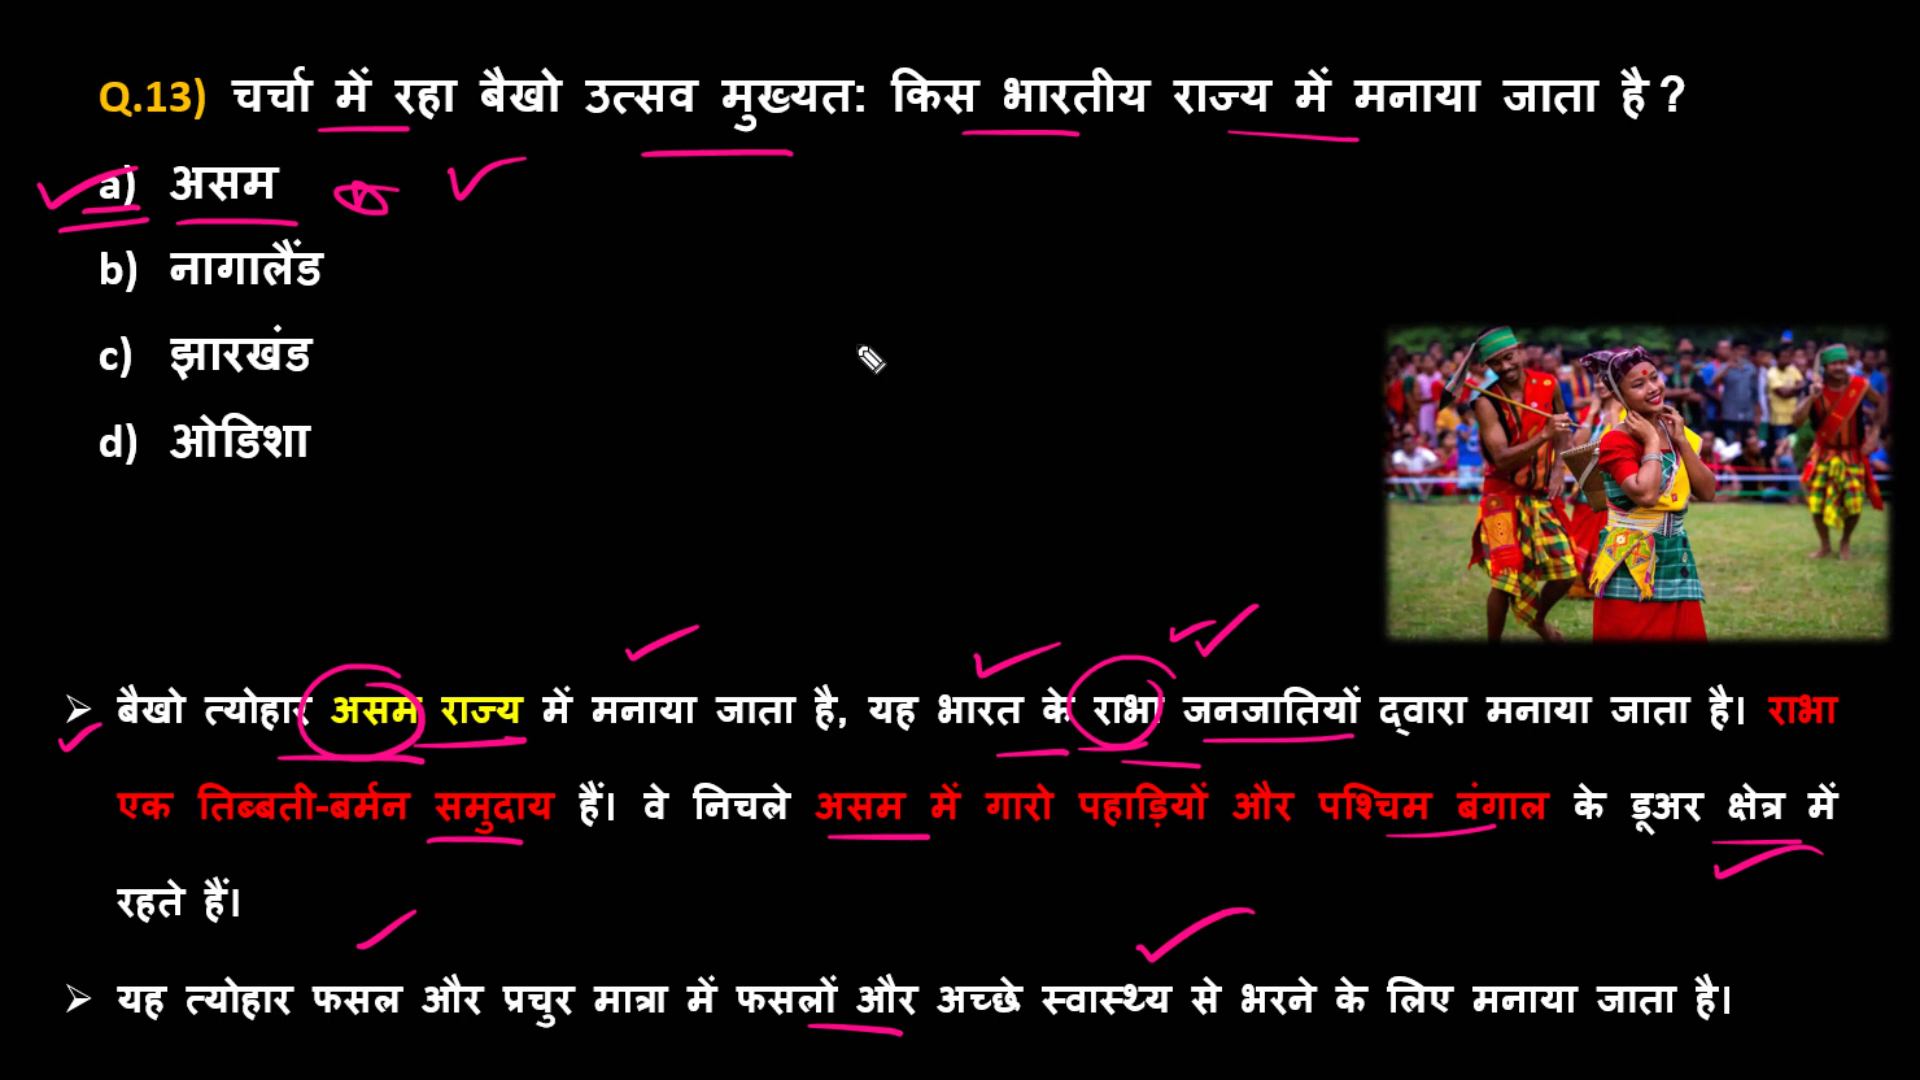 Q.13) चर्चा में रहा बैखो उत्सव मुख्यत: किस भारतीय राज्य में मनाया जाता है ?
a) असम
b) नागालैंड
c) झारखंड
d) ओडिशा
➢ बैखो त्योहार असम राज्य में मनाया जाता है, यह भारत के राभा जनजातियों द्वारा मनाया जाता है। राभा
एक तिब्बती-बर्मन समुदाय हैं। वे निचले असम में गारो पहाड़ियों और पश्चिम बंगाल के डूअर क्षेत्र में
रहते हैं।
➢ यह त्योहार फसल और प्रचुर मात्रा में फसलों और अच्छे स्वास्थ्य से भरने के लिए मनाया जाता है।